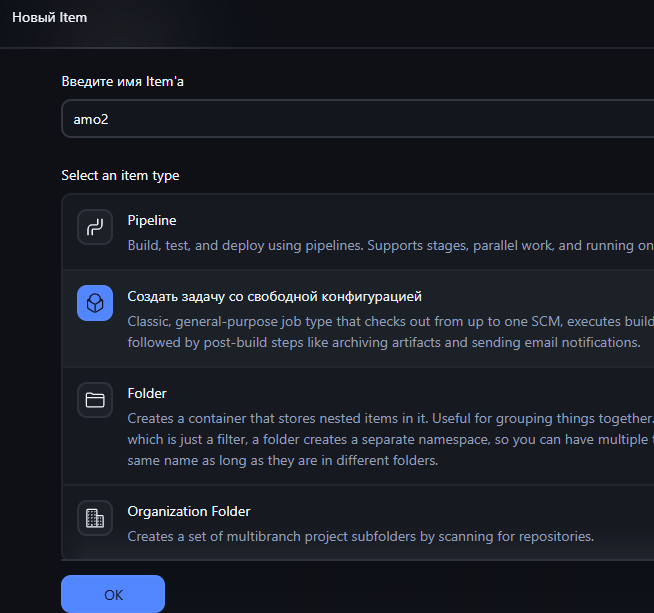 Новый Item
Введите имя Item'а
amo2
Select an item type
Pipeline
Build, test, and deploy using pipelines. Supports stages, parallel work, and running on
Создать задачу со свободной конфигурацией
Classic, general-purpose job type that checks out from up to one SCM, executes build
followed by post-build steps like archiving artifacts and sending email notifications.
Folder
Creates a container that stores nested items in it. Useful for grouping things together.
which is just a filter, a folder creates a separate namespace, so you can have multiple
same name as long as they are in different folders.
Organization Folder
Creates a set of multibranch project subfolders by scanning for repositories.
OK